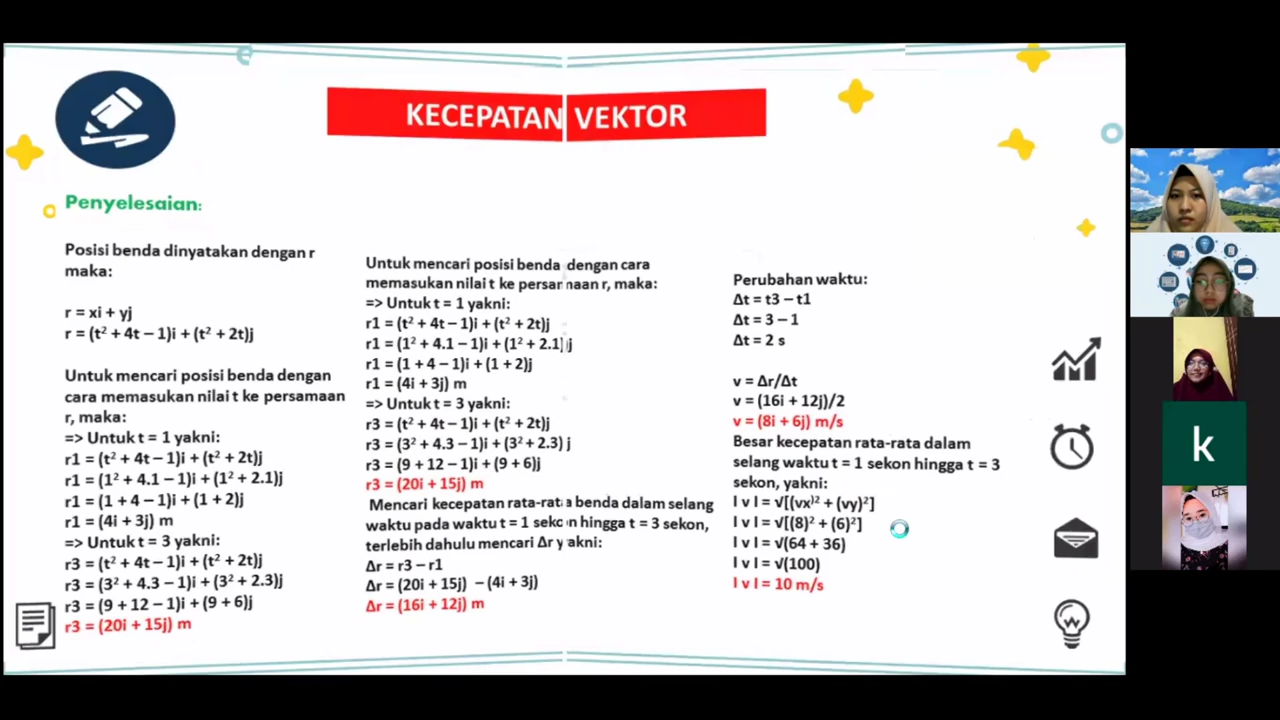 KECEPATAN VEKTOR
Penyelesaian:
Posisi benda dinyatakan dengan r
maka:
r = xi + yj
r = (t² + 4t – 1)i + (t² + 2t)j
Untuk mencari posisi benda dengan
cara memasukan nilai t ke persamaan
r, maka:
=> Untuk t = 1 yakni:
r1 = (t² + 4t – 1)i + (t² + 2t)j
r1 = (1² + 4.1 – 1)i + (1² + 2.1)j
r1 = (1 + 4 – 1)i + (1 + 2)j
r1 = (4i + 3j) m
=> Untuk t = 3 yakni:
r3 = (t² + 4t – 1)i + (t² + 2t)j
r3 = (3² + 4.3 – 1)i + (3² + 2.3)j
r3 = (9 + 12 – 1)i + (9 + 6)j
r3 = (20i + 15j) m
Untuk mencari posisi benda dengan cara
memasukan nilai t ke persamaan r, maka:
=> Untuk t = 1 yakni:
r1 = (t² + 4t – 1)i + (t² + 2t)j
r1 = (1² + 4.1 – 1)i + (1² + 2.1)j
r1 = (1 + 4 – 1)i + (1 + 2)j
r1 = (4i + 3j) m
=> Untuk t = 3 yakni:
r3 = (t² + 4t – 1)i + (t² + 2t)j
r3 = (3² + 4.3 – 1)i + (3² + 2.3) j
r3 = (9 + 12 – 1)i + (9 + 6)j
r3 = (20i + 15j) m
Mencari kecepatan rata-rata benda dalam selang
waktu pada waktu t = 1 sekon hingga t = 3 sekon,
terlebih dahulu mencari Δr yakni:
Δr = r3 – r1
Δr = (20i + 15j) – (4i + 3j)
Δr = (16i + 12j) m
Perubahan waktu:
Δt = t3 – t1
Δt = 3 – 1
Δt = 2 s
v = Δr/Δt
v = (16i + 12j)/2
v = (8i + 6j) m/s
Besar kecepatan rata-rata dalam
selang waktu t = 1 sekon hingga t = 3
sekon, yakni:
l v l = √[(vx)² + (vy)²]
l v l = √[(8)² + (6)²]
l v l = √(64 + 36)
l v l = √(100)
l v l = 10 m/s
k